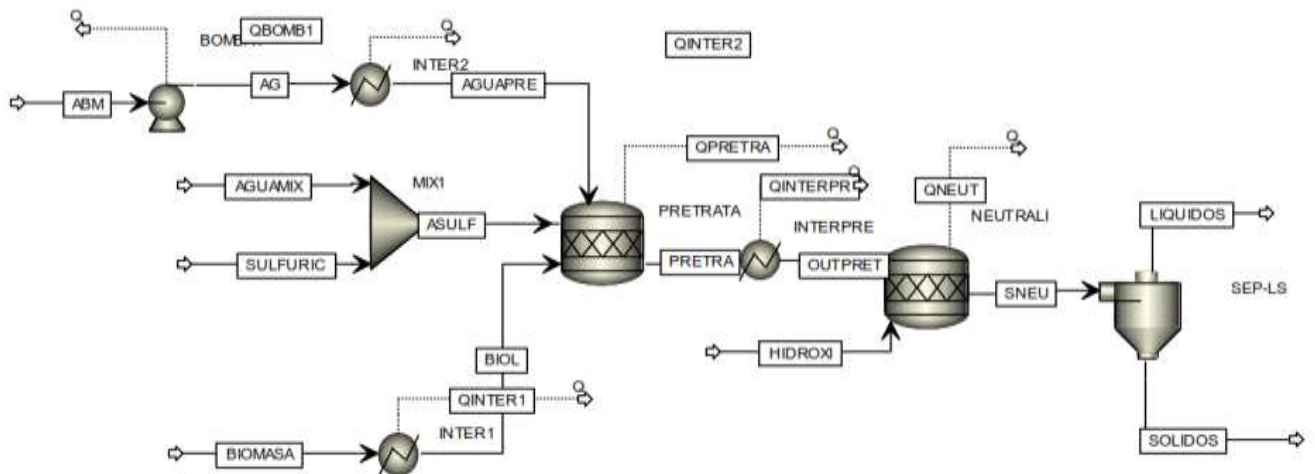 Q
QBOMB1
Q
QINTER2
INTER2
AG
AGUAPRE
ABM
Q
Q
QPRETRA
AGUAMIX
MIX1
Q
QINTERPR
QNEUT
PRETRATA
NEUTRALI
LIQUIDOS
ASULF
INTERPRE
SULFURIC
PRETRA
OUTPRET
SNEU
SEP-LS
HIDROXI
BIOL
Q
QINTER1
INTER1
BIOMASA
SOLIDOS